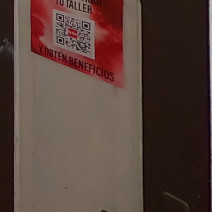 TU TALLER
Y OBTÉN BENEFICIOS